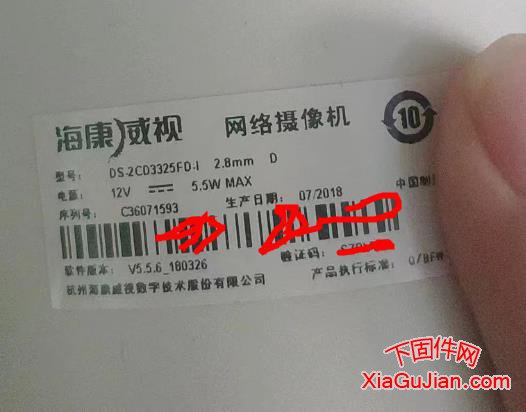 海康威视 网络摄像机 10
型号: DS-2CD3325FD-I 2.8mm D
电源: 12V 5.5W MAX
序列号: C36071593 生产日期: 07/2018 中国制
验证码:
软件版本: V5.5.6_180326 产品执行标准: Q/BFW
杭州海康威视数字技术股份有限公司
下固件网
XiaGuJian.com